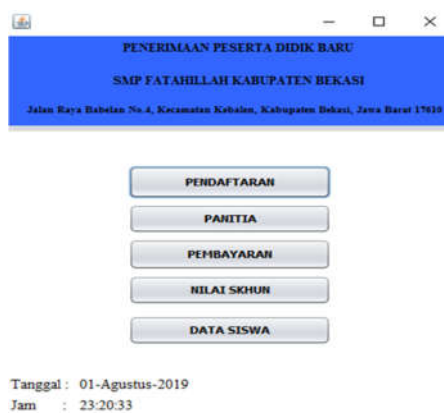 PENERIMAAN PESERTA DIDIK BARU
SMP FATAHILLAH KABUPATEN BEKASI
Jalan Raya Babelan No.4, Kecamatan Kebalen, Kabupaten Bekasi, Jawa Barat 17610
PENDAFTARAN
PANITIA
PEMBAYARAN
NILAI SKHUN
DATA SISWA
Tanggal : 01-Agustus-2019
Jam : 23:20:33